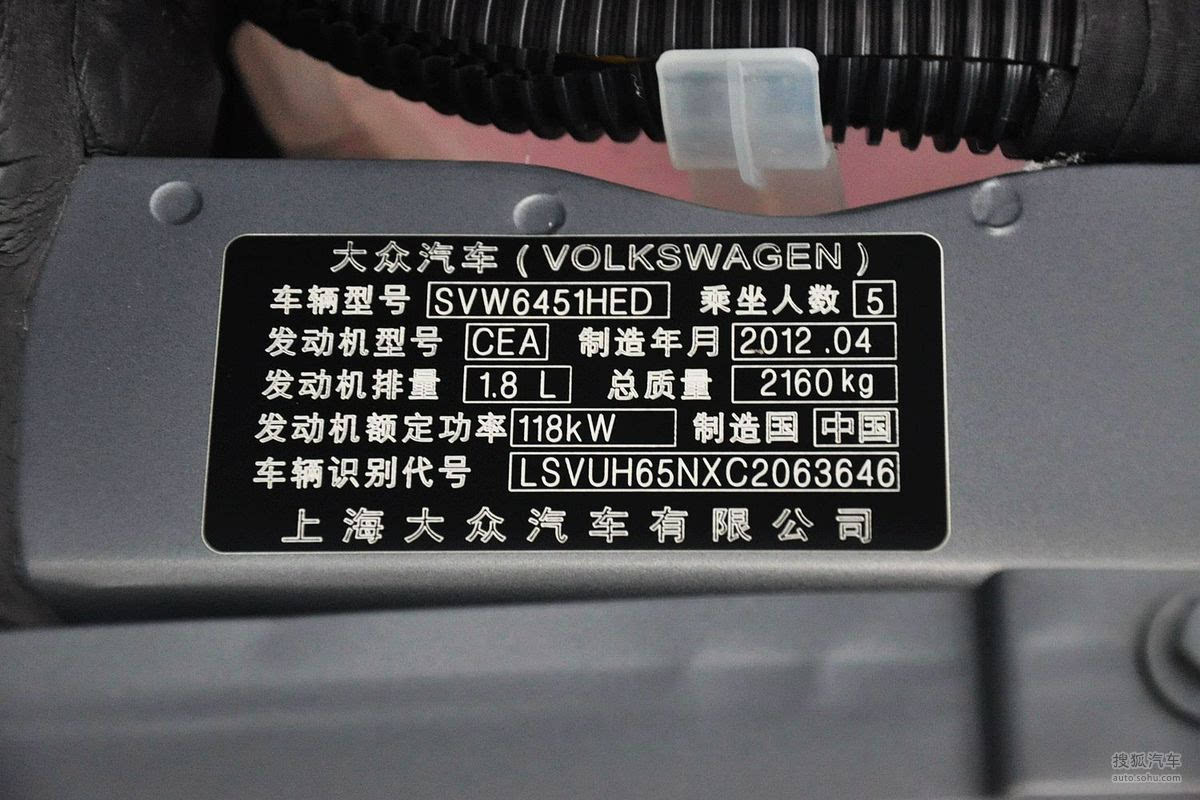 大众汽车(VOLKSWAGEN)
车辆型号 SVW6451HED 乘坐人数 5
发动机型号 CEA 制造年月 2012.04
发动机排量 1.8 L 总质量 2160kg
发动机额定功率 118kW 制造国 中国
车辆识别代号 LSVUH65NXC2063646
上海大众汽车有限公司
搜狐汽车
auto.sohu.com